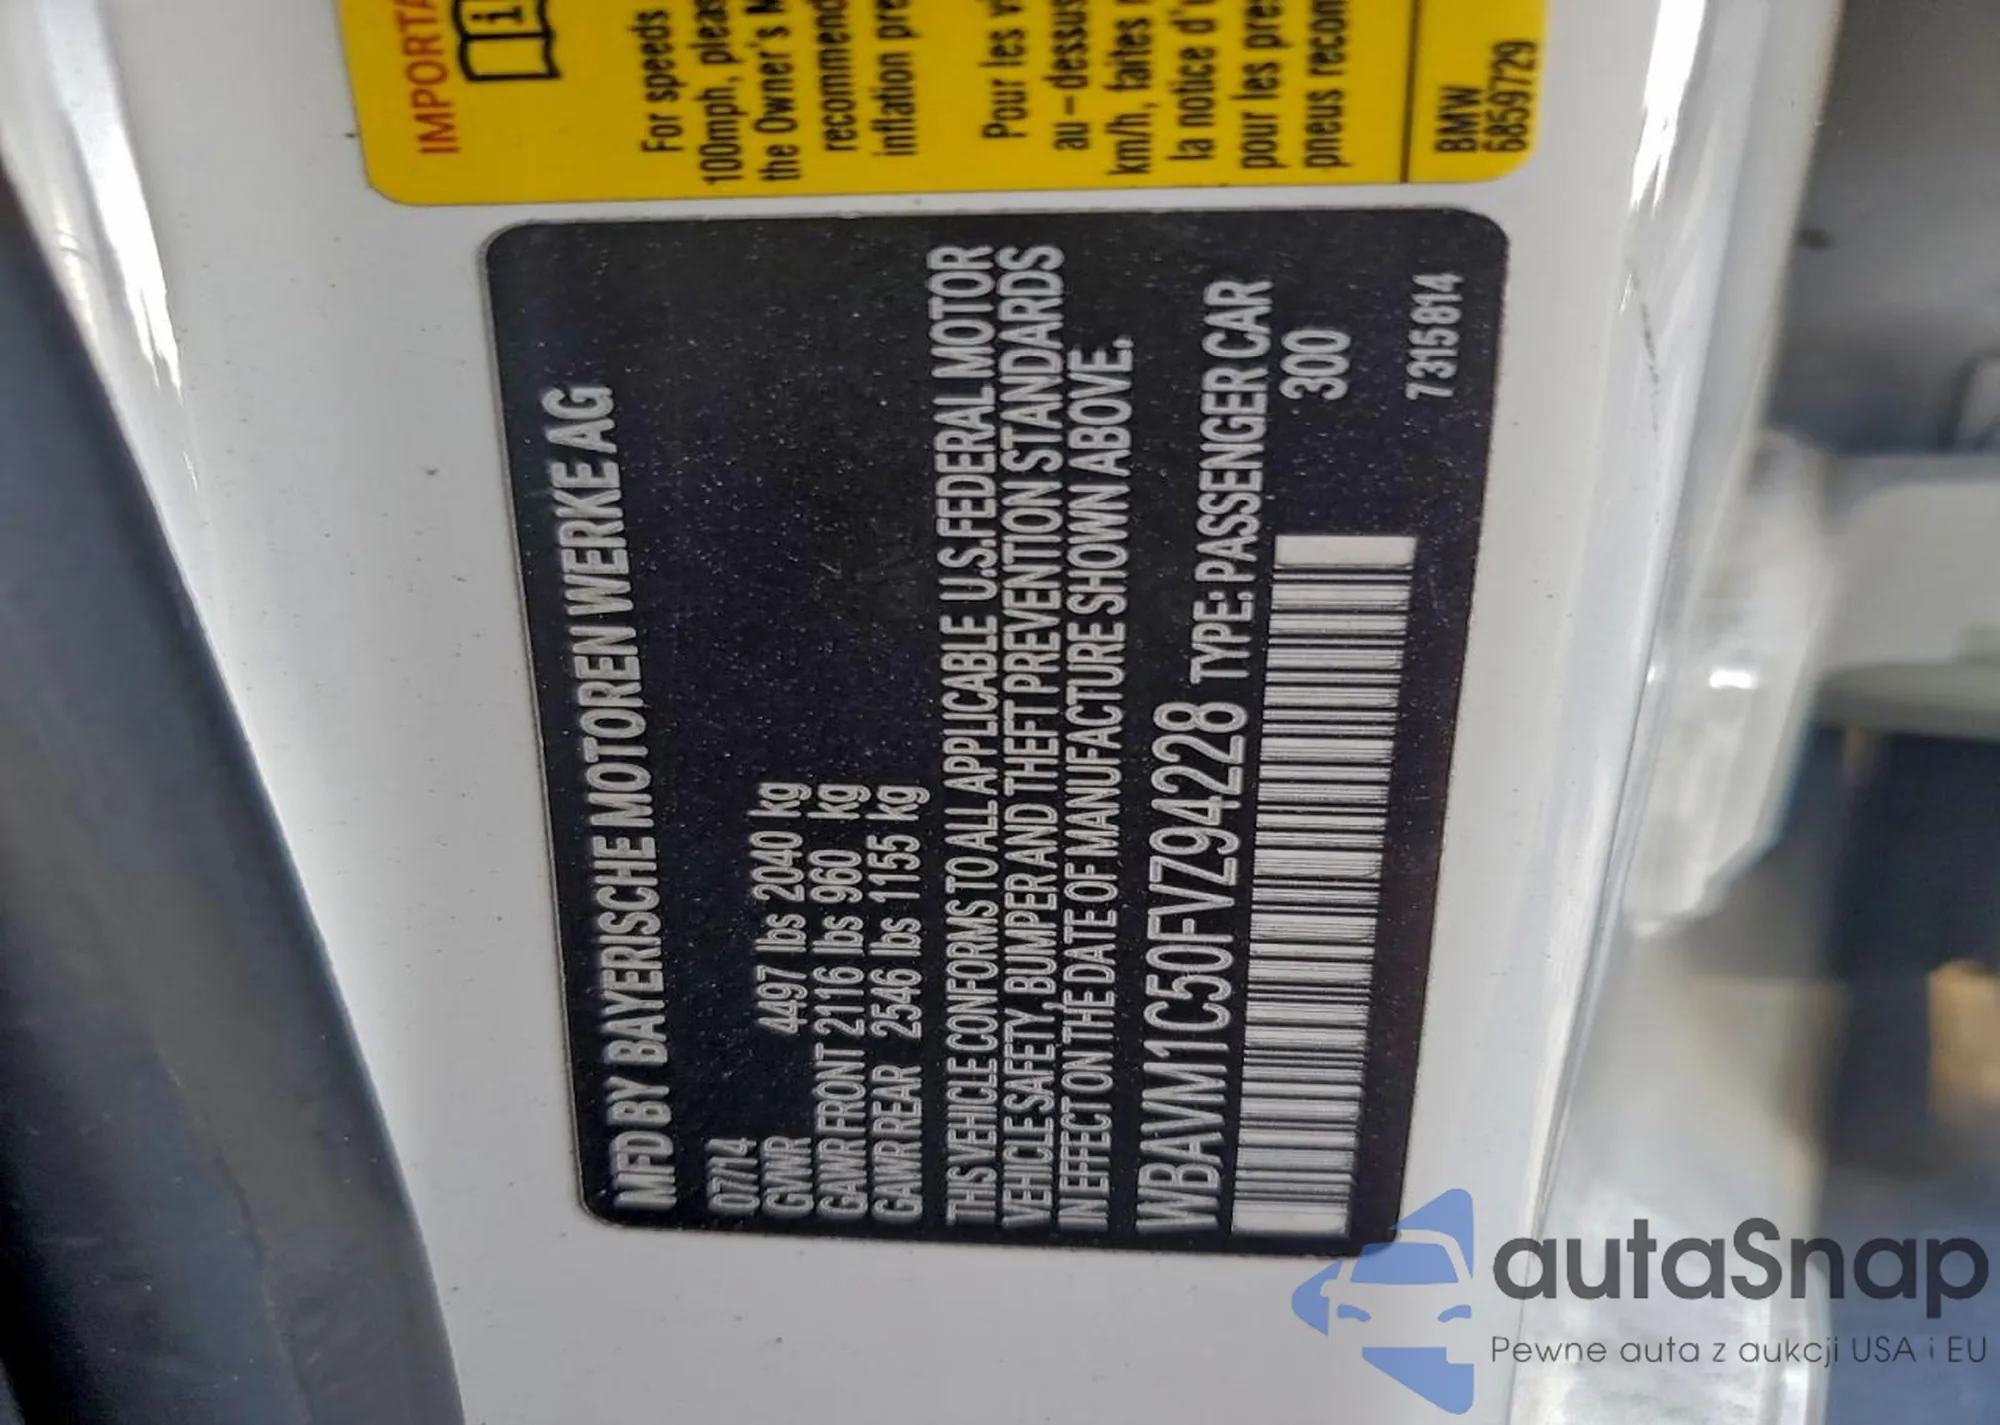 IMPORTA
i
For speeds
100mph, pleas
the Owner's M
recommend
inflation pre
Pour les v
au-dessus
km/h, faites
la notice d'u
pour les pres
pneus recom
BMW
68597729
MFD BY BAYERISCHE MOTOREN WERKE AG
07/14
GVWR 4497 lbs 2040 kg
GAWR FRONT 2116 lbs 960 kg
GAWR REAR 2546 lbs 1155 kg
THIS VEHICLE CONFORMS TO ALL APPLICABLE U.S.FEDERAL MOTOR
VEHICLE SAFETY, BUMPER AND THEFT PREVENTION STANDARDS
IN EFFECT ON THE DATE OF MANUFACTURE SHOWN ABOVE.
WBAVM1C50FVZ94228 TYPE: PASSENGER CAR
300
7315814
autaSnap
Pewne auta z aukcji USA i EU